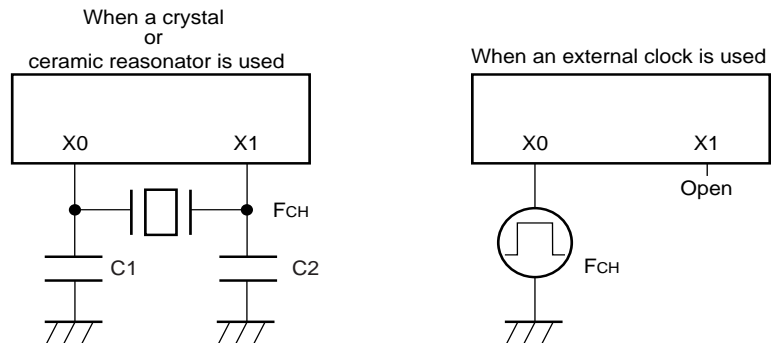 When a crystal
or
ceramic reasonator is used
X0
X1
FCH
C1
C2
When an external clock is used
X0
X1
Open
FCH